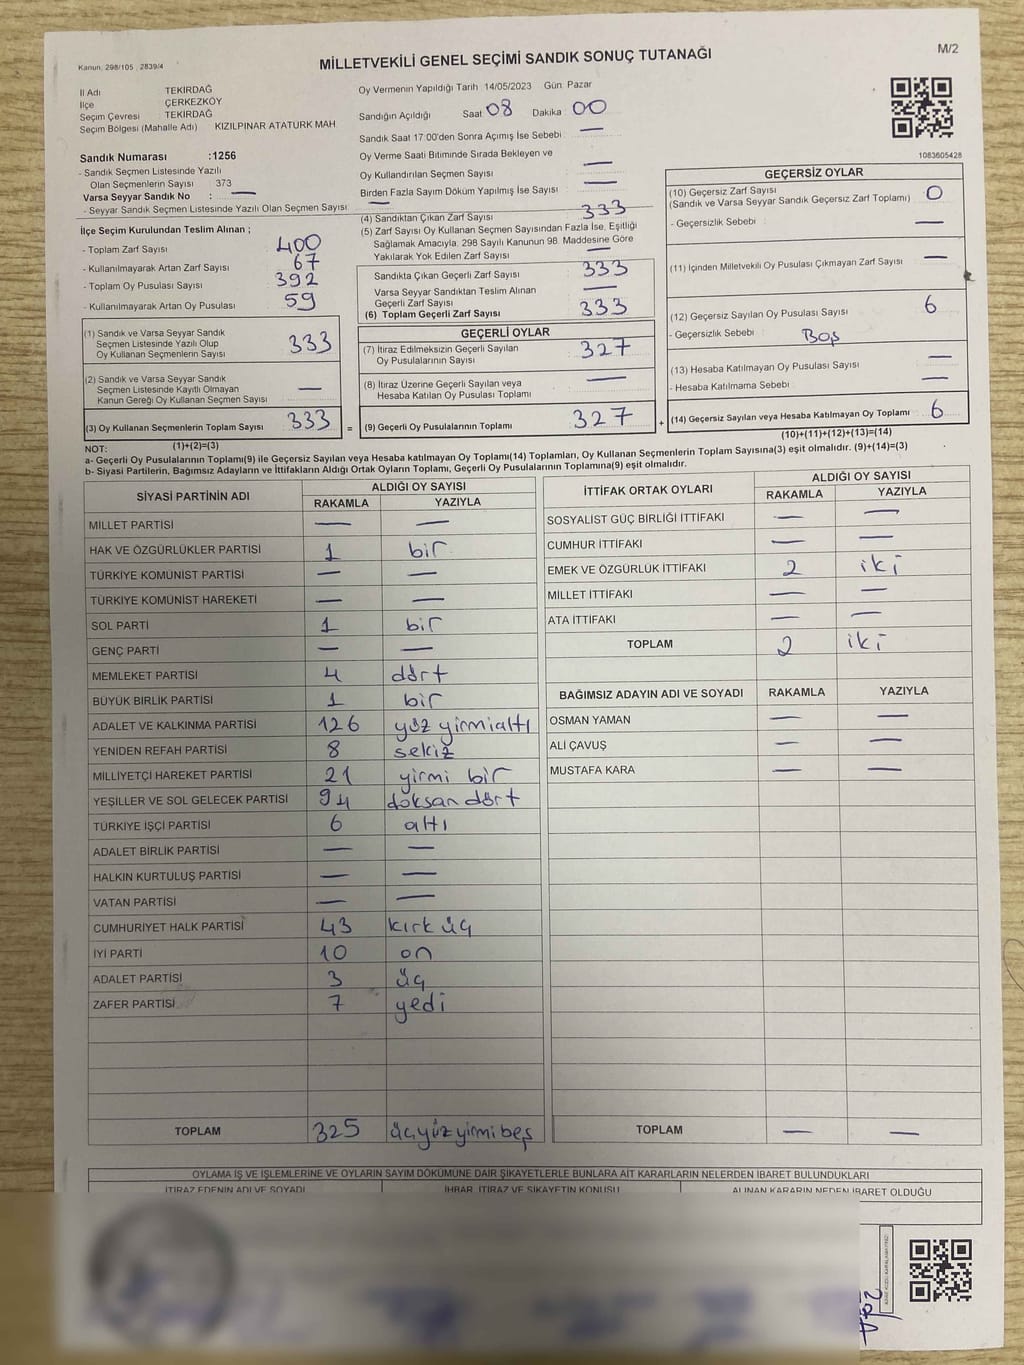 Kanun, 298/105 , 2839/4
MİLLETVEKİLİ GENEL SEÇİMİ SANDIK SONUÇ TUTANAĞI
M/2
İl Adı TEKİRDAĞ
İlçe ÇERKEZKÖY
Seçim Çevresi TEKİRDAĞ
Seçim Bölgesi (Mahalle Adı) KIZILPINAR ATATÜRK MAH.
Oy Vermenin Yapıldığı Tarih 14/05/2023 Gün Pazar
Sandığın Açıldığı Saat 08 Dakika 00
Sandık Saat 17:00'den Sonra Açımış İse Sebebi —
Sandık Numarası :1256
- Sandık Seçmen Listesinde Yazılı
Olan Seçmenlerin Sayısı 373
Varsa Seyyar Sandık No : —
- Seyyar Sandık Seçmen Listesinde Yazılı Olan Seçmen Sayısı: —
Oy Verme Saati Bitiminde Sırada Bekleyen ve
Oy Kullandırılan Seçmen Sayısı —
Birden Fazla Sayım Döküm Yapılmış İse Sayısı —
1083605428
İlçe Seçim Kurulundan Teslim Alınan ;
- Toplam Zarf Sayısı 400
- Kullanılmayarak Artan Zarf Sayısı 67
- Toplam Oy Pusulası Sayısı 392
- Kullanılmayarak Artan Oy Pusulası 59
(1) Sandık ve Varsa Seyyar Sandık
Seçmen Listesinde Yazılı Olup
Oy Kullanan Seçmenlerin Sayısı 333
(2) Sandık ve Varsa Seyyar Sandık
Seçmen Listesinde Kayıtlı Olmayan
Kanun Gereği Oy Kullanan Seçmen Sayısı —
(3) Oy Kullanan Seçmenlerin Toplam Sayısı 333 =
(1)+(2)=(3)
(4) Sandıktan Çıkan Zarf Sayısı 333
(5) Zarf Sayısı Oy Kullanan Seçmen Sayısından Fazla İse, Eşitliği
Sağlamak Amacıyla, 298 Sayılı Kanunun 98. Maddesine Göre
Yakılarak Yok Edilen Zarf Sayısı —
Sandıkta Çıkan Geçerli Zarf Sayısı 333
Varsa Seyyar Sandıktan Teslim Alınan
Geçerli Zarf Sayısı —
(6) Toplam Geçerli Zarf Sayısı 333
GEÇERLİ OYLAR
(7) İtiraz Edilmeksizin Geçerli Sayılan
Oy Pusulalarının Sayısı 327
(8) İtiraz Üzerine Geçerli Sayılan veya
Hesaba Katılan Oy Pusulaları Toplamı —
(9) Geçerli Oy Pusulalarının Toplamı 327 +
GEÇERSİZ OYLAR
(10) Geçersiz Zarf Sayısı
(Sandık ve Varsa Seyyar Sandık Geçersiz Zarf Toplamı) 0
- Geçersizlik Sebebi : —
(11) İçinden Milletvekili Oy Pusulası Çıkmayan Zarf Sayısı —
(12) Geçersiz Sayılan Oy Pusulası Sayısı 6
- Geçersizlik Sebebi : Boş
(13) Hesaba Katılmayan Oy Pusulası Sayısı —
- Hesaba Katılmama Sebebi : —
(14) Geçersiz Sayılan veya Hesaba Katılmayan Oy Toplamı 6
(10)+(11)+(12)+(13)=(14)
NOT:
a- Geçerli Oy Pusulalarının Toplamı(9) ile Geçersiz Sayılan veya Hesaba katılmayan Oy Toplamı(14) Toplamları, Oy Kullanan Seçmenlerin Toplam Sayısına(3) eşit olmalıdır. (9)+(14)=(3)
b- Siyasi Partilerin, Bağımsız Adayların ve İttifakların Aldığı Ortak Oyların Toplamı, Geçerli Oy Pusulalarının Toplamına(9) eşit olmalıdır.
SİYASİ PARTİNİN ADI ALDIĞI OY SAYISI
RAKAMLA YAZIYLA
MİLLET PARTİSİ — —
HAK VE ÖZGÜRLÜKLER PARTİSİ 1 bir
TÜRKİYE KOMÜNİST PARTİSİ — —
TÜRKİYE KOMÜNİST HAREKETİ — —
SOL PARTİ 1 bir
GENÇ PARTİ — —
MEMLEKET PARTİSİ 4 dört
BÜYÜK BİRLİK PARTİSİ 1 bir
ADALET VE KALKINMA PARTİSİ 126 yüz yirmialtı
YENİDEN REFAH PARTİSİ 8 sekiz
MİLLİYETÇİ HAREKET PARTİSİ 21 yirmi bir
YEŞİLLER VE SOL GELECEK PARTİSİ 94 doksan dört
TÜRKİYE İŞÇİ PARTİSİ 6 altı
ADALET BİRLİK PARTİSİ — —
HALKIN KURTULUŞ PARTİSİ — —
VATAN PARTİSİ — —
CUMHURİYET HALK PARTİSİ 43 kırk üç
İYİ PARTİ 10 on
ADALET PARTİSİ 3 üç
ZAFER PARTİSİ 7 yedi
TOPLAM 325 üçyüzyirmibeş
İTTİFAK ORTAK OYLARI ALDIĞI OY SAYISI
RAKAMLA YAZIYLA
SOSYALİST GÜÇ BİRLİĞİ İTTİFAKI — —
CUMHUR İTTİFAKI — —
EMEK VE ÖZGÜRLÜK İTTİFAKI 2 iki
MİLLET İTTİFAKI — —
ATA İTTİFAKI — —
TOPLAM 2 iki
BAĞIMSIZ ADAYIN ADI VE SOYADI RAKAMLA YAZIYLA
OSMAN YAMAN — —
ALİ ÇAVUŞ — —
MUSTAFA KARA — —
TOPLAM — —
OYLAMA İŞ VE İŞLEMLERİNE VE OYLARIN SAYIM DÖKÜMÜNE DAİR ŞİKAYETLERLE BUNLARA AİT KARARLARIN NELERDEN İBARET BULUNDUKLARI
İTİRAZ EDENİN ADI VE SOYADI İHBAR, İTİRAZ VE ŞİKAYETİN KONUSU ALINAN KARARIN NEDEN İBARET OLDUĞU